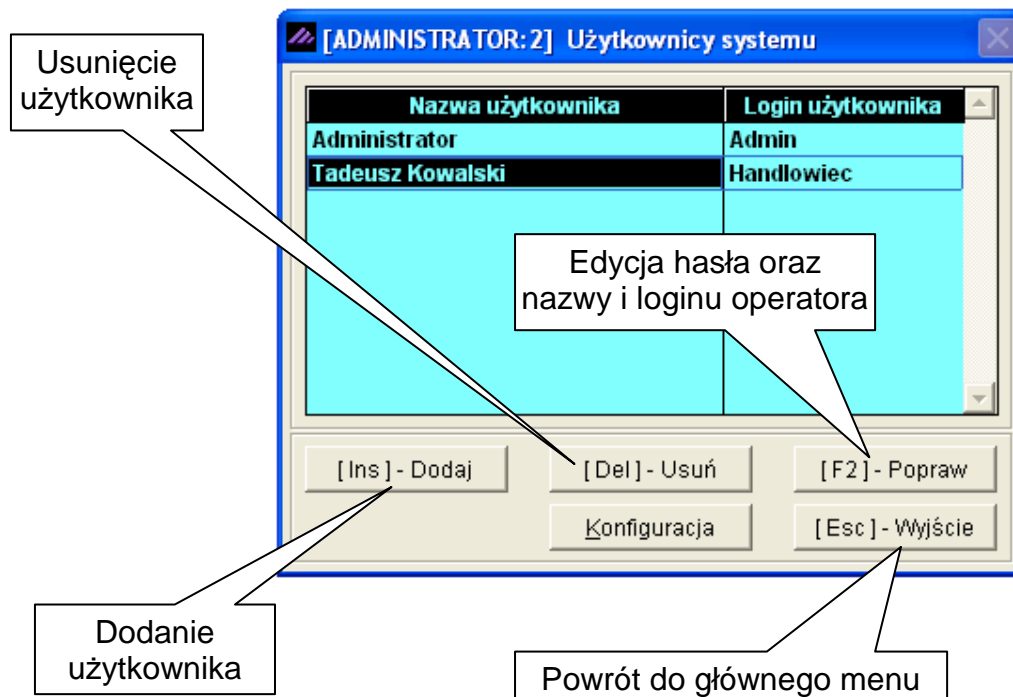 [ADMINISTRATOR:2] Użytkownicy systemu
Usunięcie
użytkownika
Nazwa użytkownika Login użytkownika
Administrator Admin
Tadeusz Kowalski Handlowiec
Edycja hasła oraz
nazwy i loginu operatora
[Ins] - Dodaj [Del] - Usuń [F2] - Popraw
Konfiguracja [Esc] - Wyjście
Dodanie
użytkownika
Powrót do głównego menu